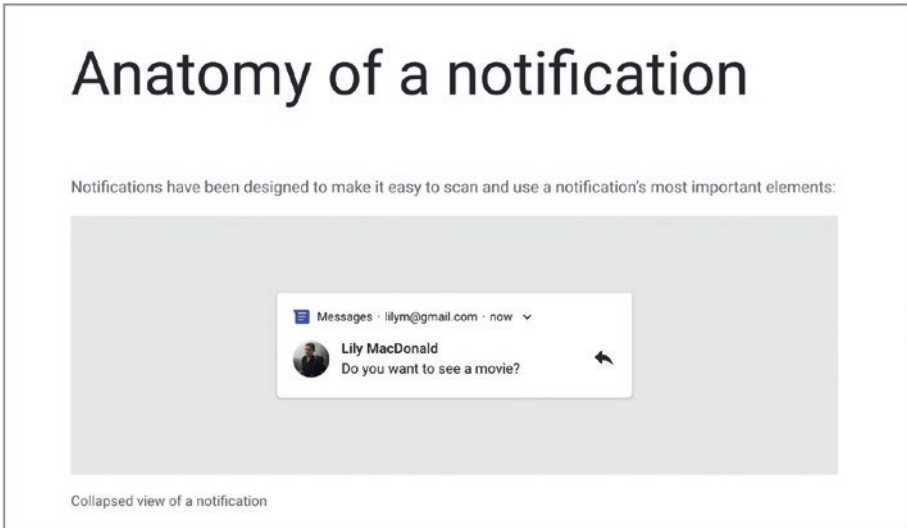 Anatomy of a notification
Notifications have been designed to make it easy to scan and use a notification's most important elements:
Messages · lilym@gmail.com · now
Lily MacDonald
Do you want to see a movie?
Collapsed view of a notification